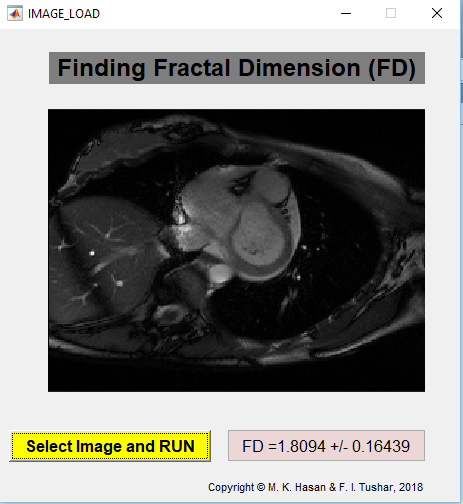 IMAGE_LOAD
Finding Fractal Dimension (FD)
Select Image and RUN
FD =1.8094 +/- 0.16439
Copyright © M. K. Hasan & F. I. Tushar, 2018